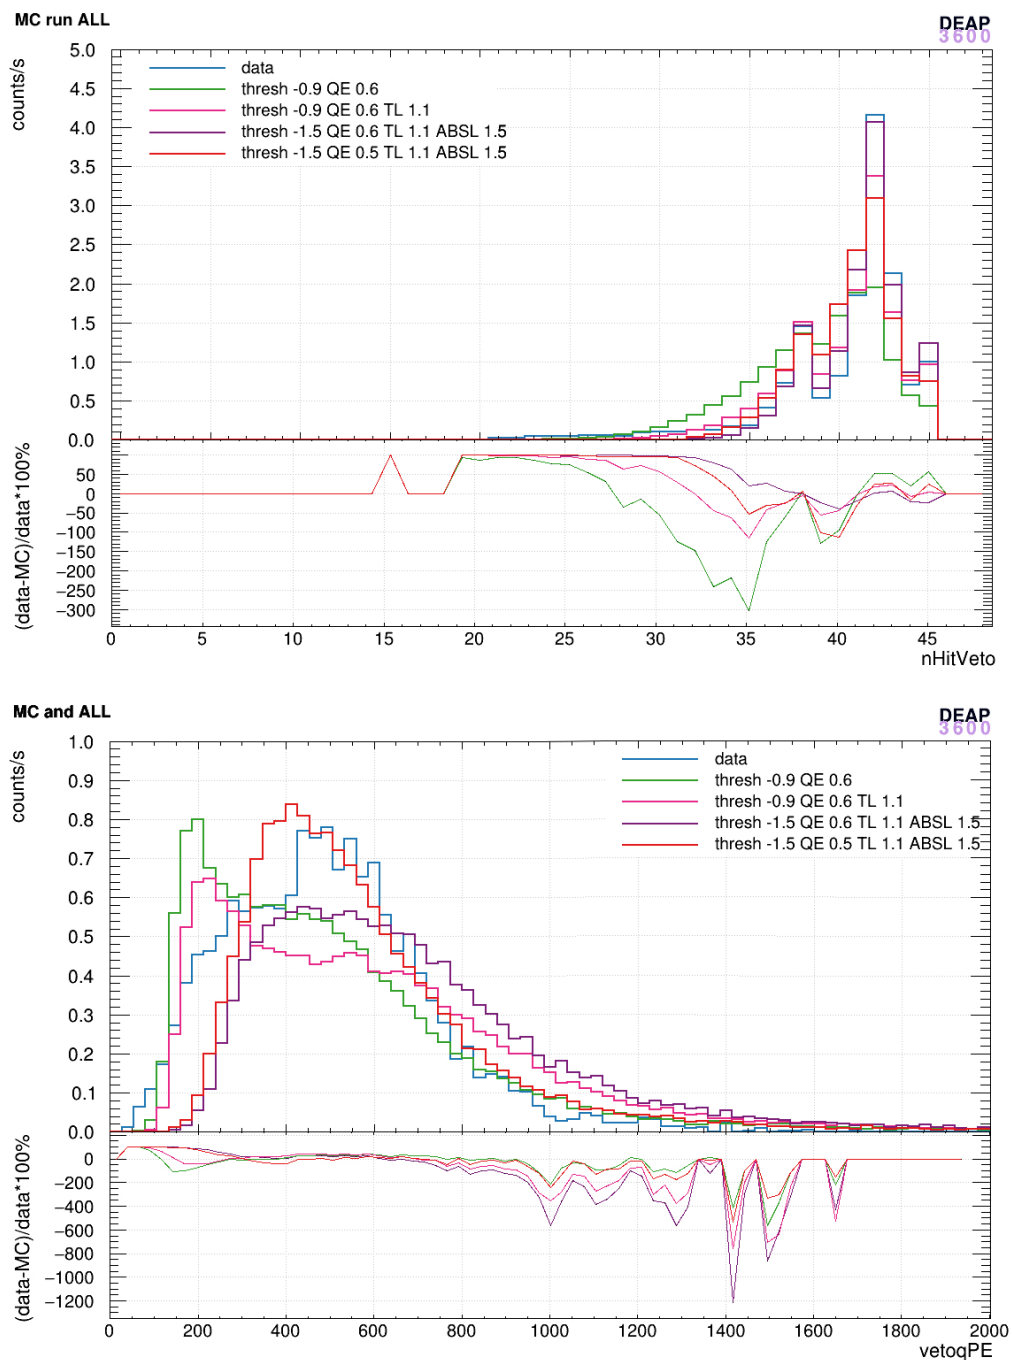 MC run ALL
DEAP
3600
counts/s
5.0
4.5
4.0
3.5
3.0
2.5
2.0
1.5
1.0
0.5
0.0
data
thresh -0.9 QE 0.6
thresh -0.9 QE 0.6 TL 1.1
thresh -1.5 QE 0.6 TL 1.1 ABSL 1.5
thresh -1.5 QE 0.5 TL 1.1 ABSL 1.5
(data-MC)/data*100%
50
0
−50
−100
−150
−200
−250
−300
0 5 10 15 20 25 30 35 40 45
nHitVeto
MC and ALL
DEAP
3600
counts/s
1.0
0.9
0.8
0.7
0.6
0.5
0.4
0.3
0.2
0.1
0.0
data
thresh -0.9 QE 0.6
thresh -0.9 QE 0.6 TL 1.1
thresh -1.5 QE 0.6 TL 1.1 ABSL 1.5
thresh -1.5 QE 0.5 TL 1.1 ABSL 1.5
(data-MC)/data*100%
0
−200
−400
−600
−800
−1000
−1200
0 200 400 600 800 1000 1200 1400 1600 1800 2000
vetoqPE